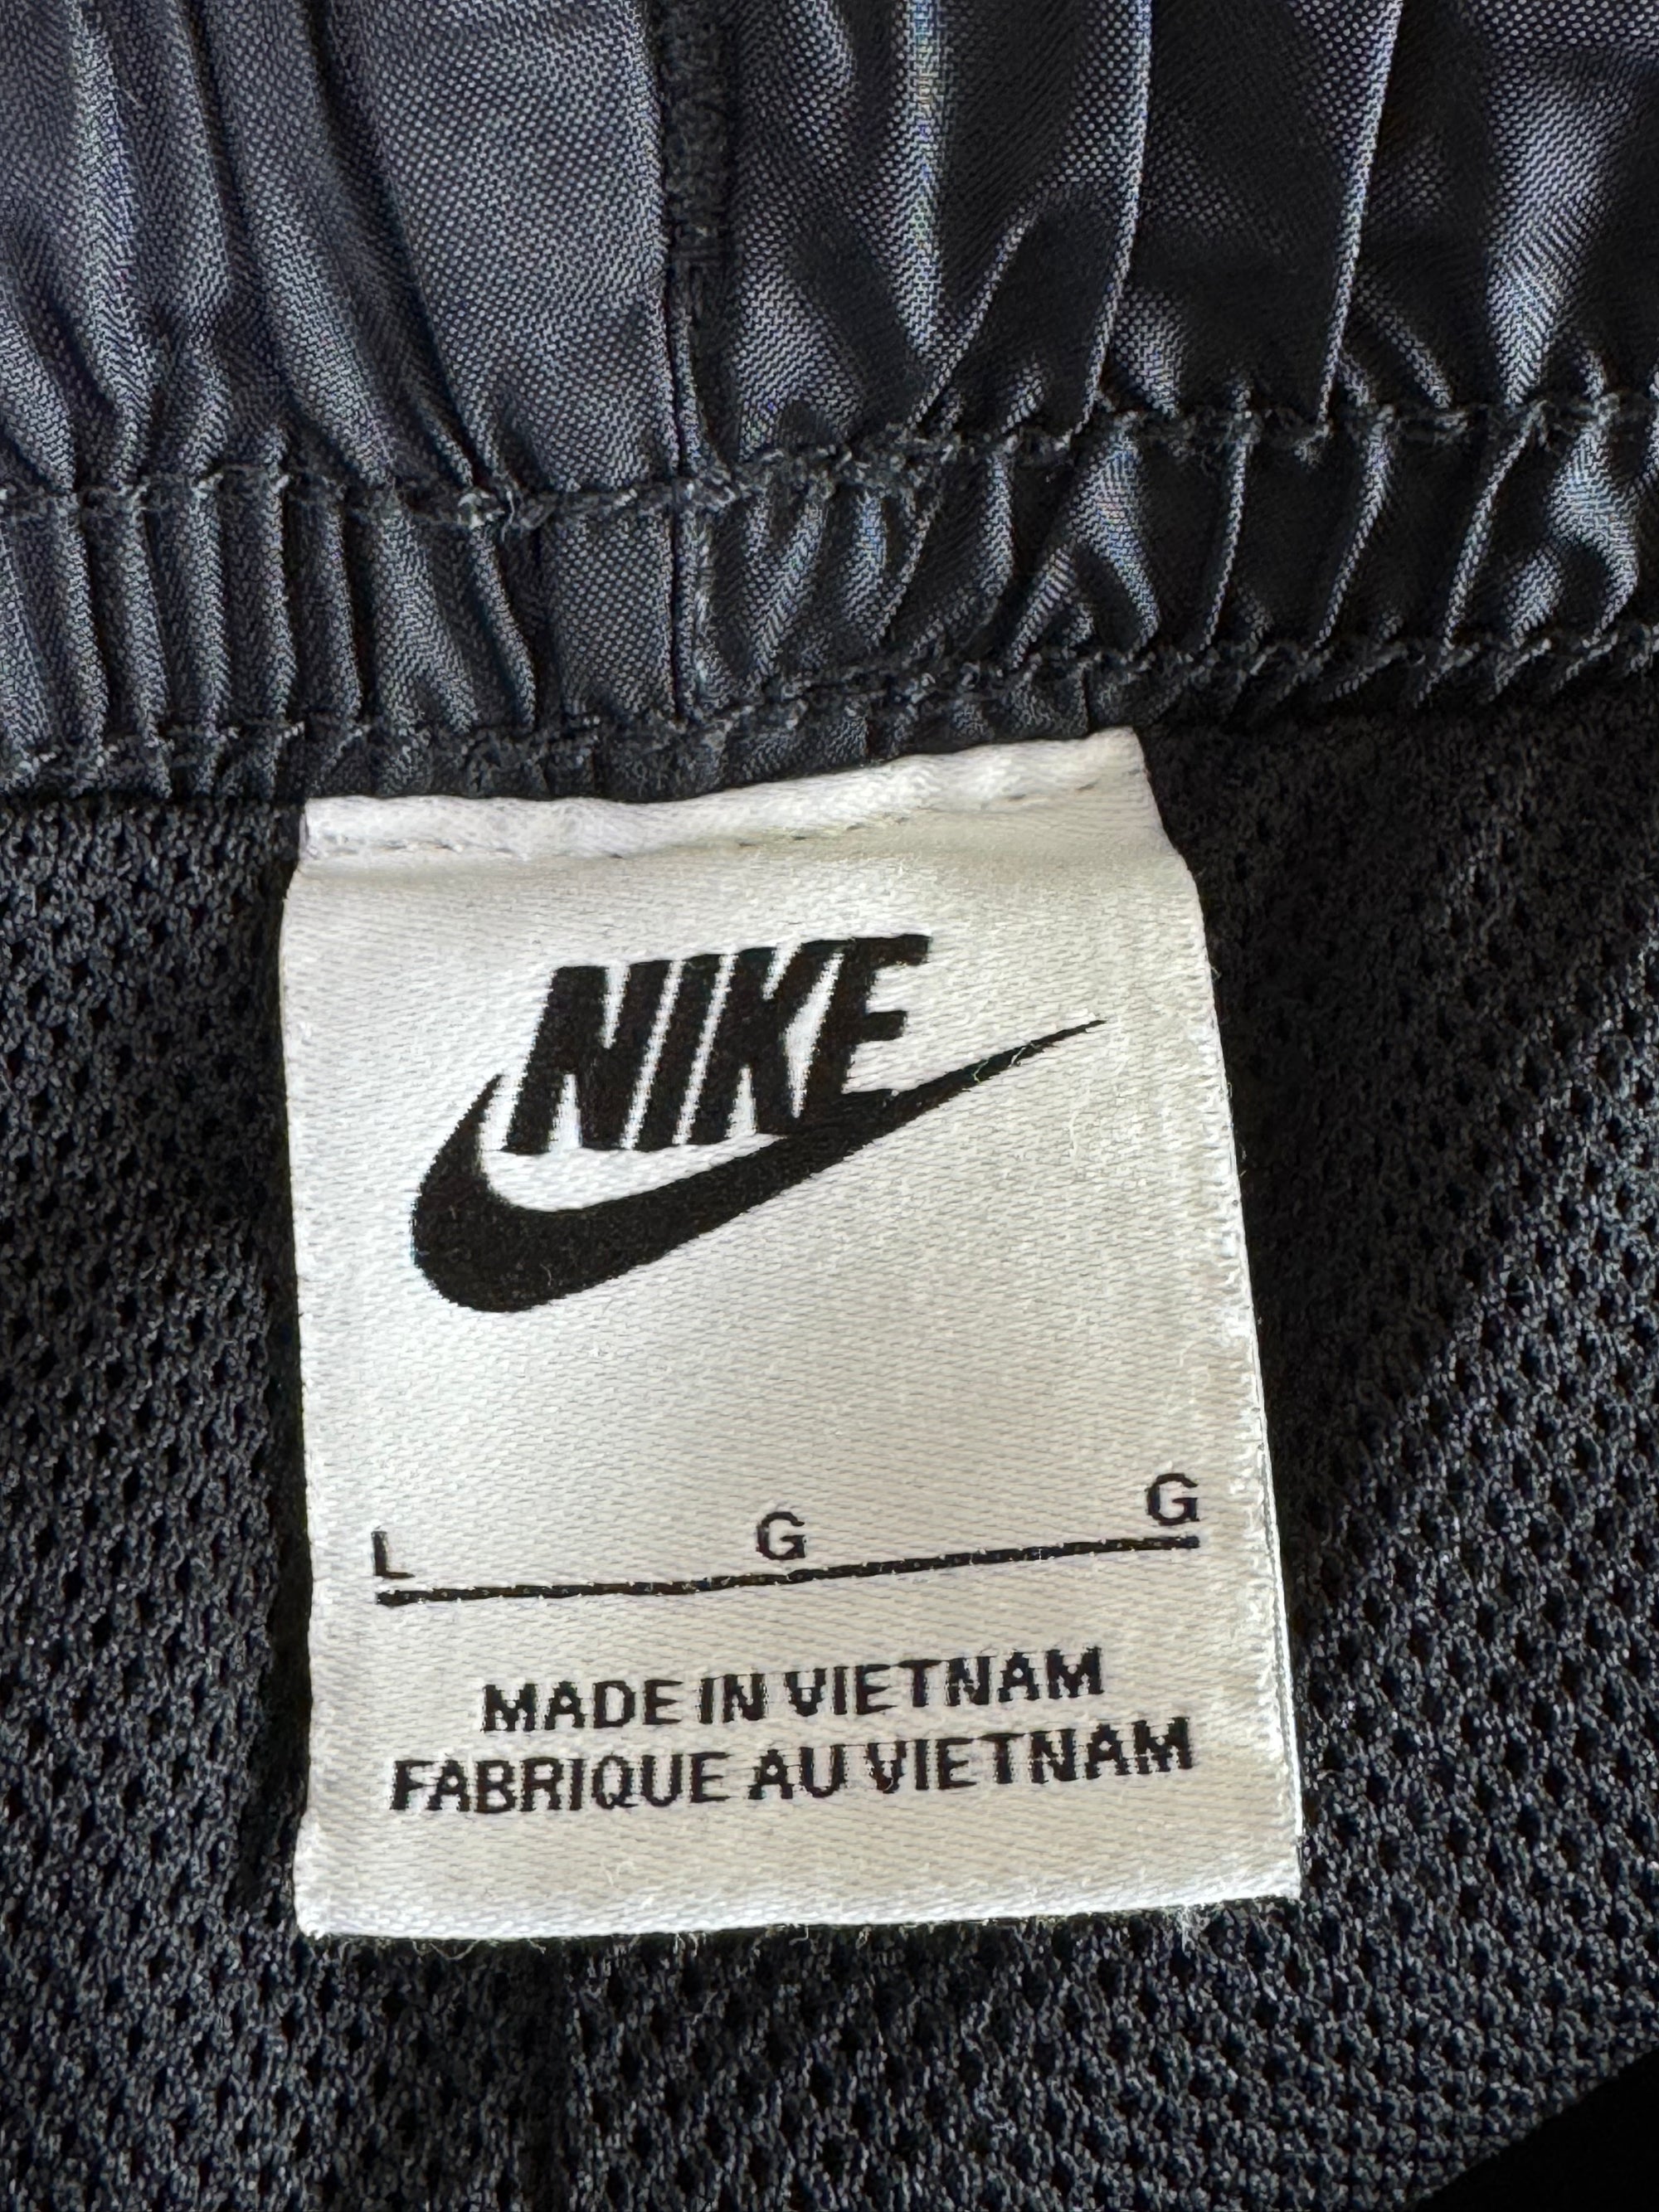 NIKE
L G G
MADE IN VIETNAM
FABRIQUE AU VIETNAM